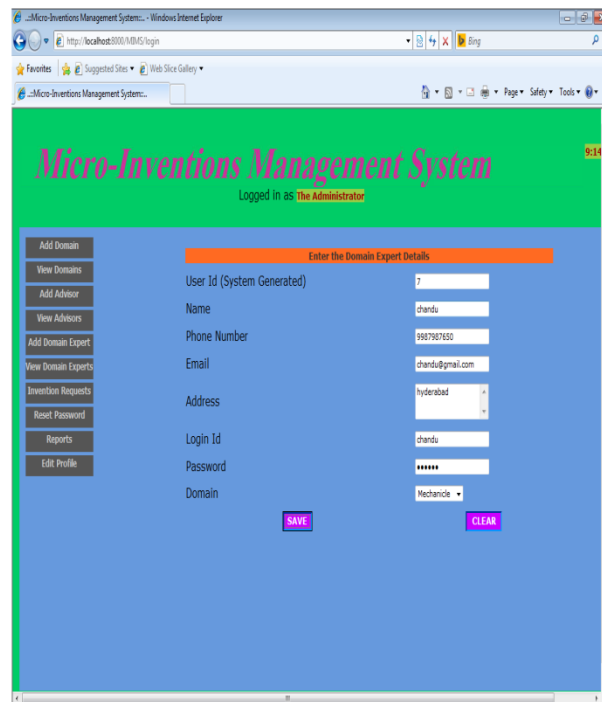 ..::Micro-Inventions Management System::.. - Windows Internet Explorer
http://localhost:8000/MIMS/login
Bing
Favorites Suggested Sites Web Slice Gallery
..::Micro-Inventions Management System::..
Page Safety Tools
Micro-Inventions Management System
9:14
Logged in as The Administrator
Add Domain
View Domains
Add Advisor
View Advisors
Add Domain Expert
View Domain Experts
Invention Requests
Reset Password
Reports
Edit Profile
Enter the Domain Expert Details
User Id (System Generated) 7
Name chandu
Phone Number 9987987650
Email chandu@gmail.com
Address hyderabad
Login Id chandu
Password ••••••
Domain Mechanicle
SAVE CLEAR